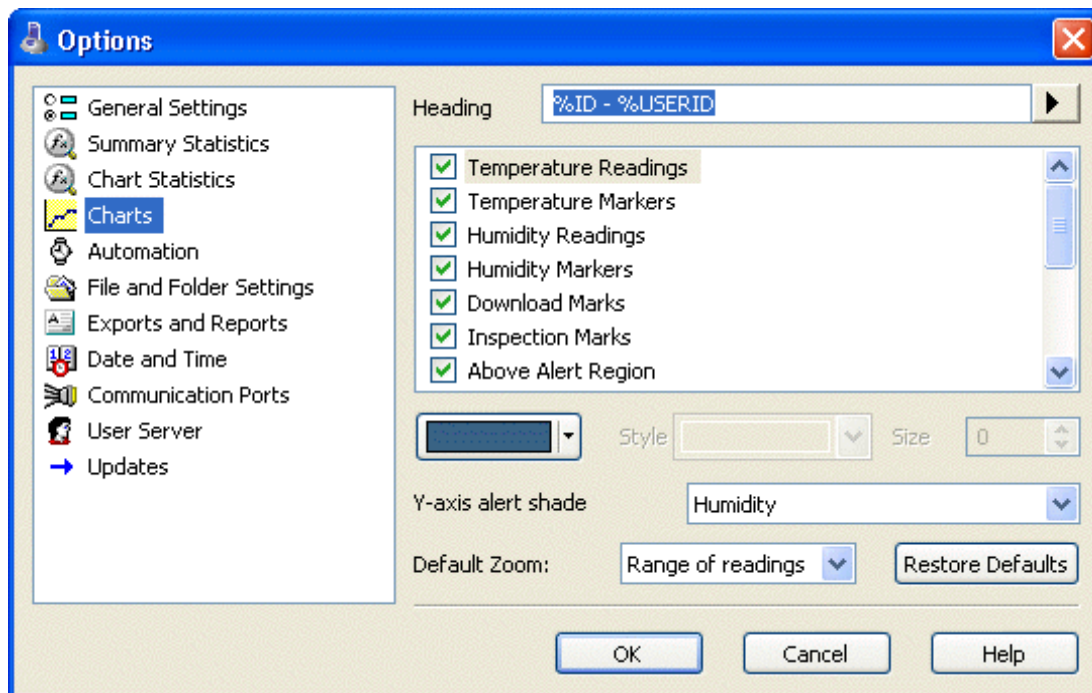 Options
General Settings
Summary Statistics
Chart Statistics
Charts
Automation
File and Folder Settings
Exports and Reports
Date and Time
Communication Ports
User Server
Updates
Heading %ID - %USERID
Temperature Readings
Temperature Markers
Humidity Readings
Humidity Markers
Download Marks
Inspection Marks
Above Alert Region
Style Size 0
Y-axis alert shade Humidity
Default Zoom: Range of readings Restore Defaults
OK Cancel Help